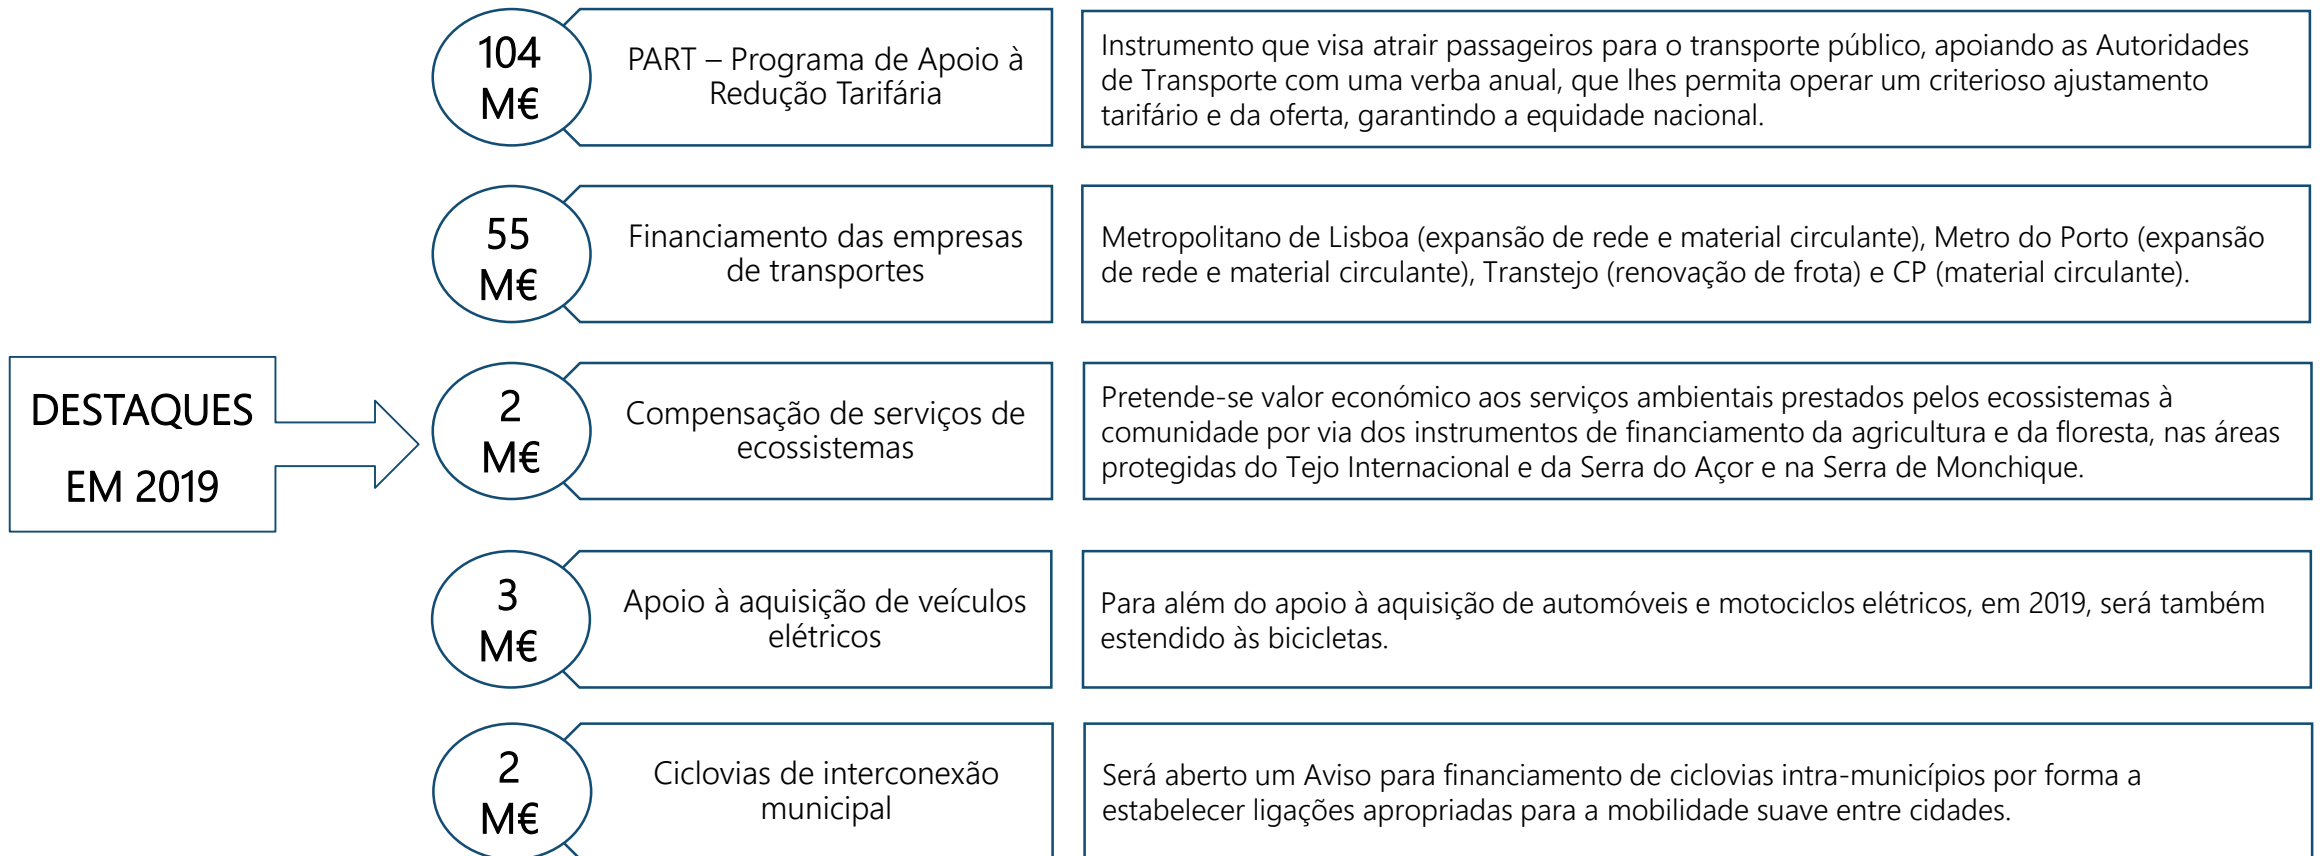 DESTAQUES
EM 2019
104
M€
PART – Programa de Apoio à
Redução Tarifária
Instrumento que visa atrair passageiros para o transporte público, apoiando as Autoridades
de Transporte com uma verba anual, que lhes permita operar um criterioso ajustamento
tarifário e da oferta, garantindo a equidade nacional.
55
M€
Financiamento das empresas
de transportes
Metropolitano de Lisboa (expansão de rede e material circulante), Metro do Porto (expansão
de rede e material circulante), Transtejo (renovação de frota) e CP (material circulante).
2
M€
Compensação de serviços de
ecossistemas
Pretende-se valor económico aos serviços ambientais prestados pelos ecossistemas à
comunidade por via dos instrumentos de financiamento da agricultura e da floresta, nas áreas
protegidas do Tejo Internacional e da Serra do Açor e na Serra de Monchique.
3
M€
Apoio à aquisição de veículos
elétricos
Para além do apoio à aquisição de automóveis e motociclos elétricos, em 2019, será também
estendido às bicicletas.
2
M€
Ciclovias de interconexão
municipal
Será aberto um Aviso para financiamento de ciclovias intra-municípios por forma a
estabelecer ligações apropriadas para a mobilidade suave entre cidades.